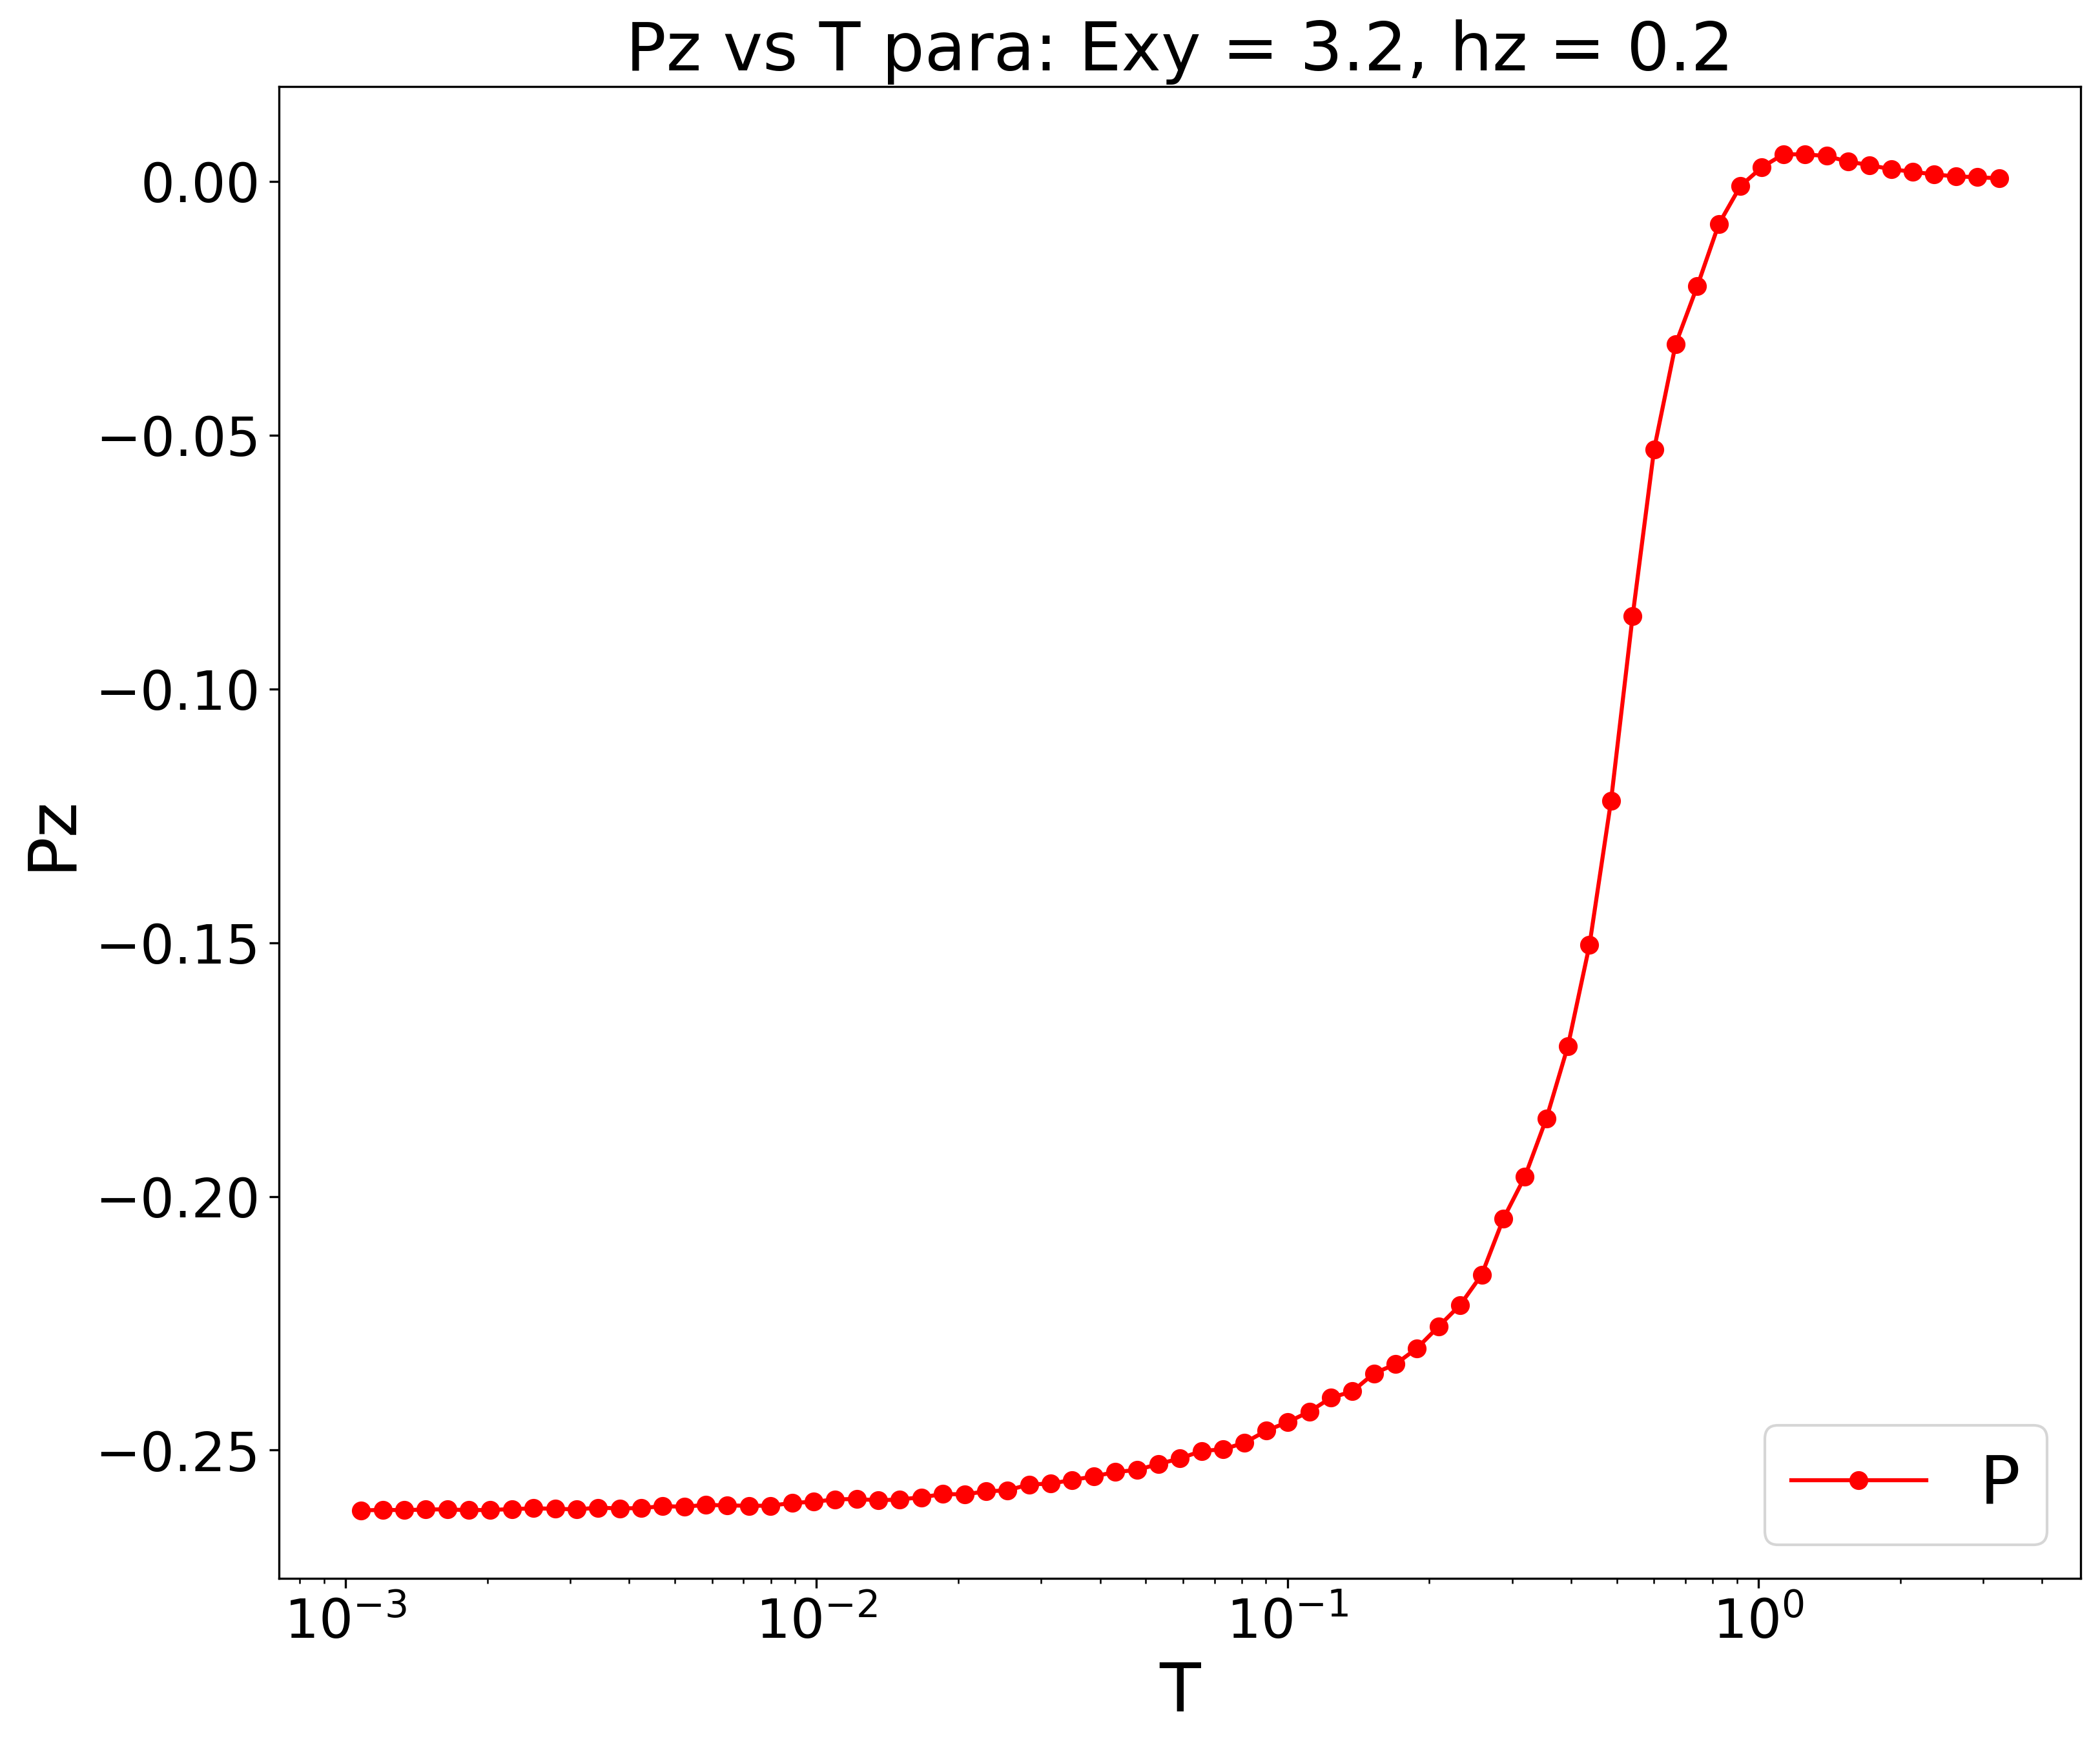 Pz vs T para: Exy = 3.2, hz = 0.2
0.00
−0.05
−0.10
−0.15
−0.20
−0.25
Pz
P
10⁻³ 10⁻² 10⁻¹ 10⁰
T